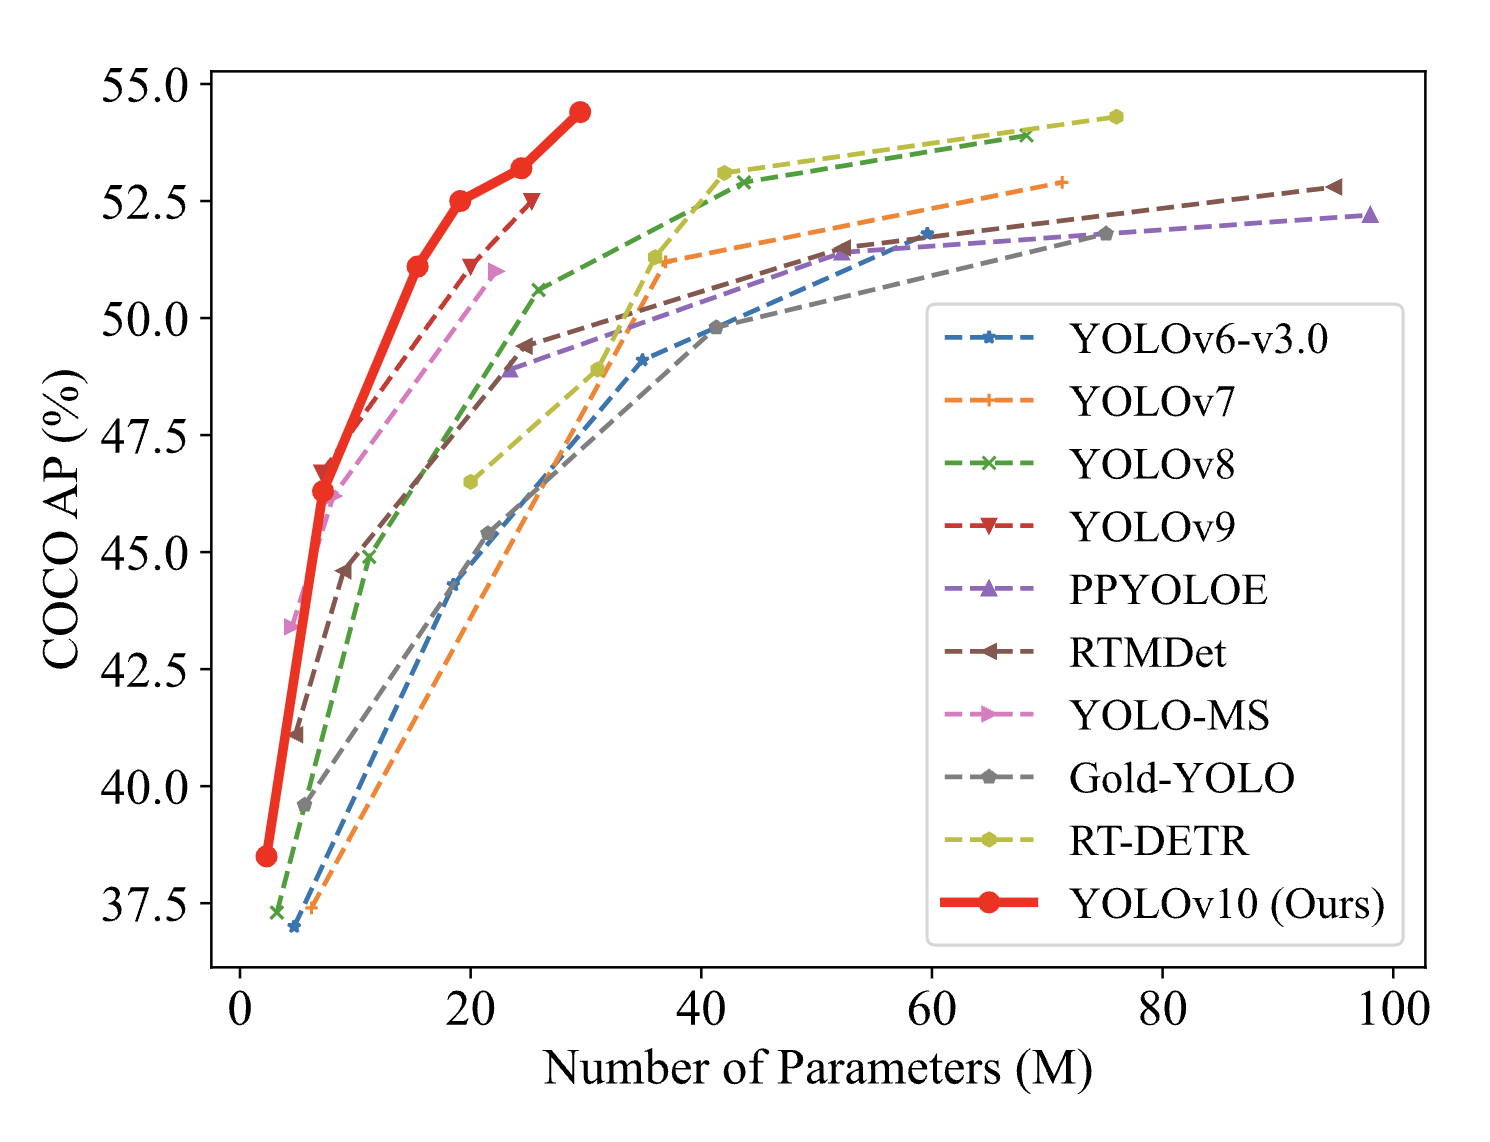 55.0
52.5
50.0
47.5
45.0
42.5
40.0
37.5
COCO AP (%)
YOLOv6-v3.0
YOLOv7
YOLOv8
YOLOv9
PPYOLOE
RTMDet
YOLO-MS
Gold-YOLO
RT-DETR
YOLOv10 (Ours)
0 20 40 60 80 100
Number of Parameters (M)